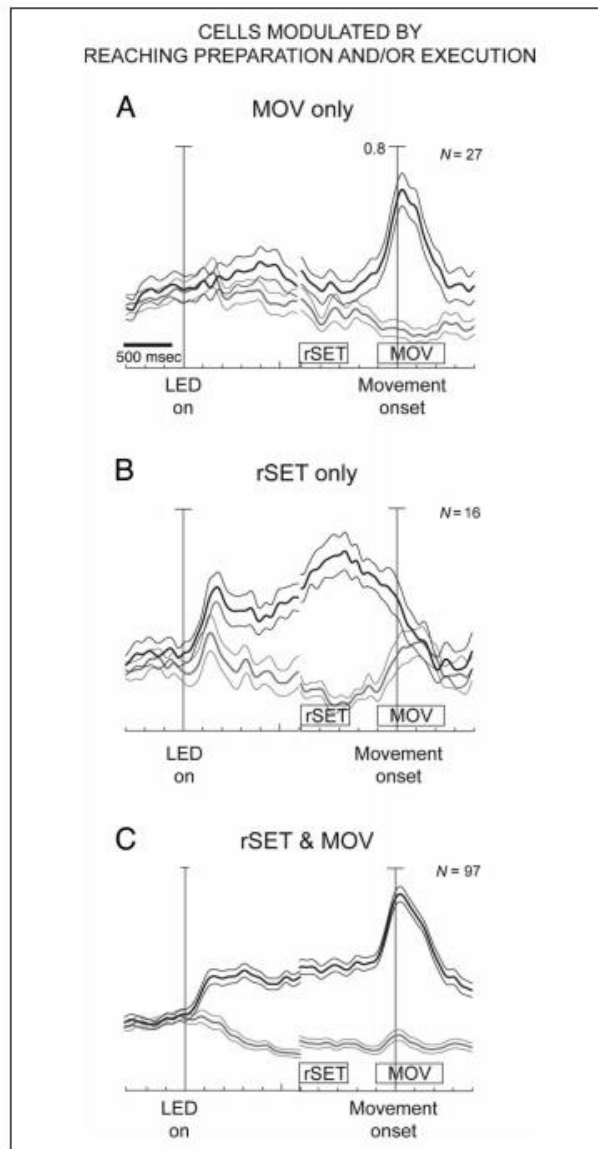 CELLS MODULATED BY
REACHING PREPARATION AND/OR EXECUTION
A
MOV only
0.8
N = 27
500 msec
rSET
MOV
LED
on
Movement
onset
B
rSET only
N = 16
rSET
MOV
LED
on
Movement
onset
C
rSET & MOV
N = 97
rSET
MOV
LED
on
Movement
onset